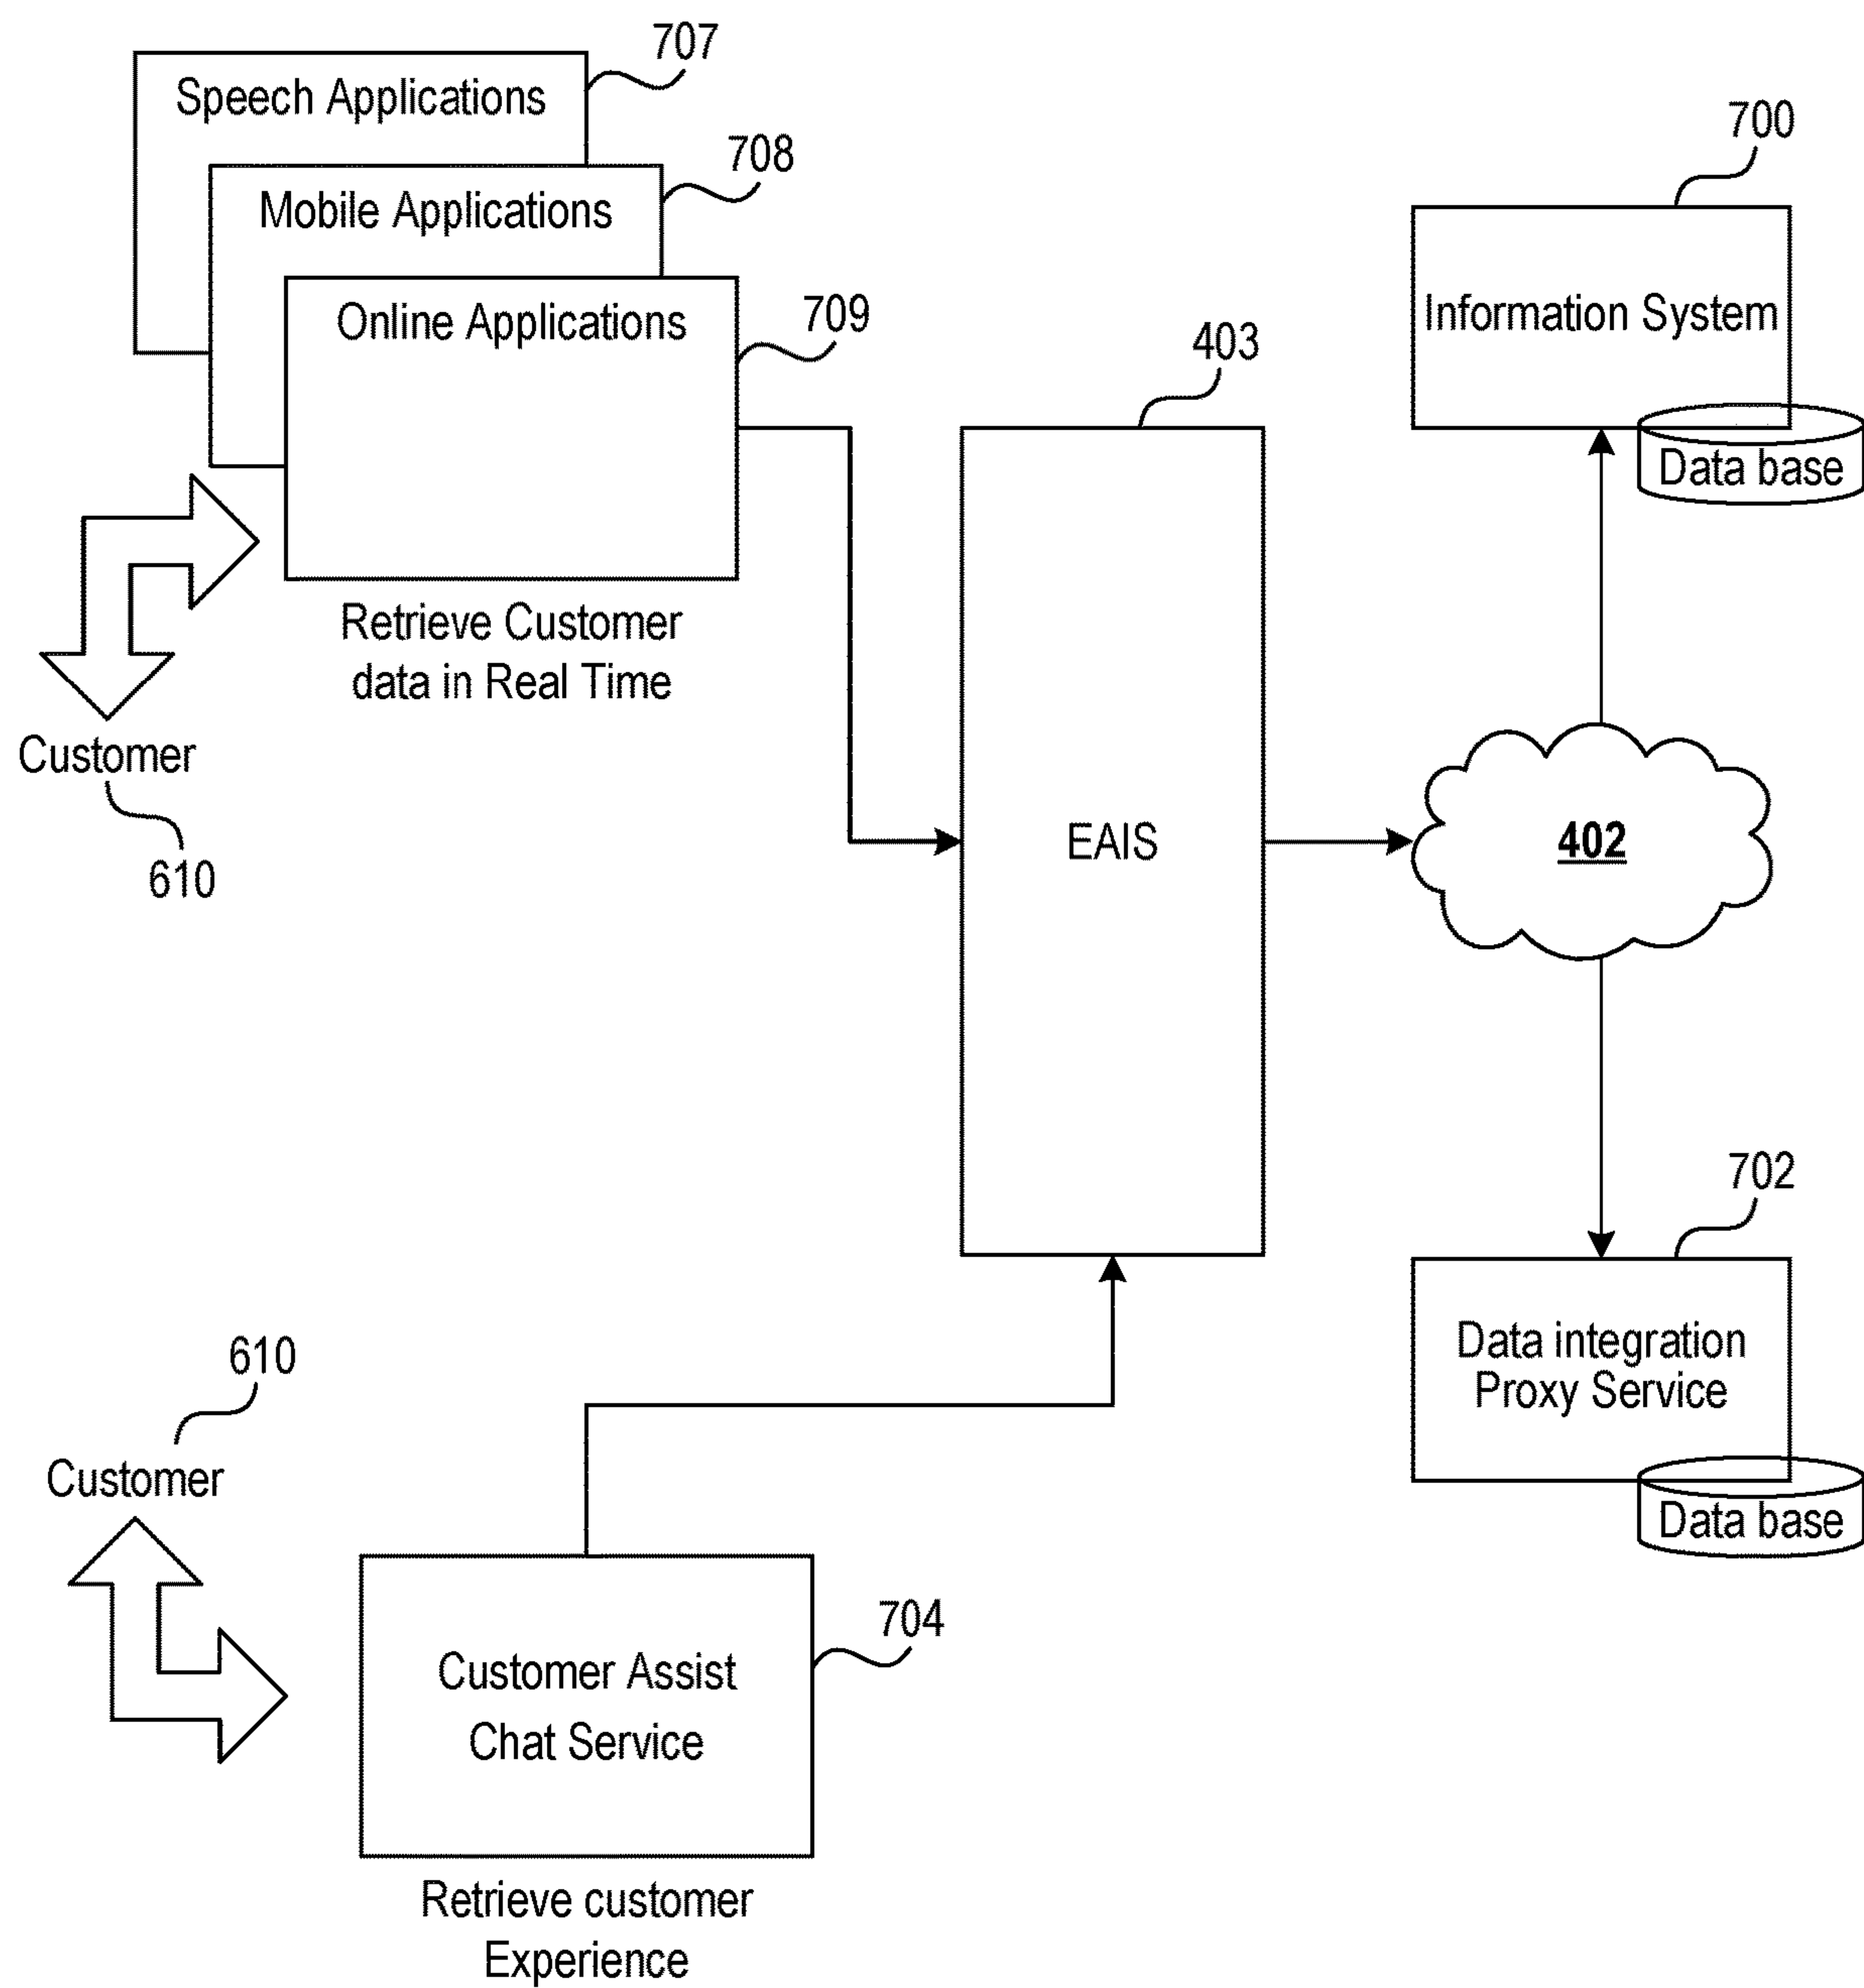 707
Speech Applications
708
Mobile Applications
709
Online Applications
Retrieve Customer
data in Real Time
Customer
610
403
EAIS
700
Information System
Data base
402
702
Data integration
Proxy Service
Data base
610
Customer
704
Customer Assist
Chat Service
Retrieve customer
Experience